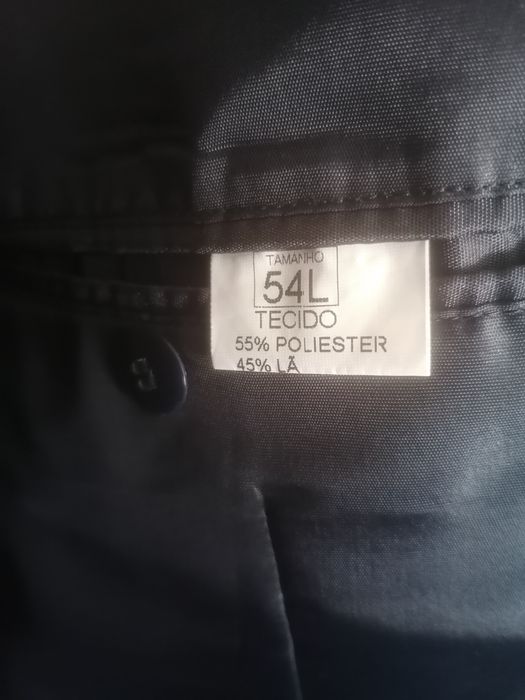 TAMANHO
54L
TECIDO
55% POLIESTER
45% LÃ